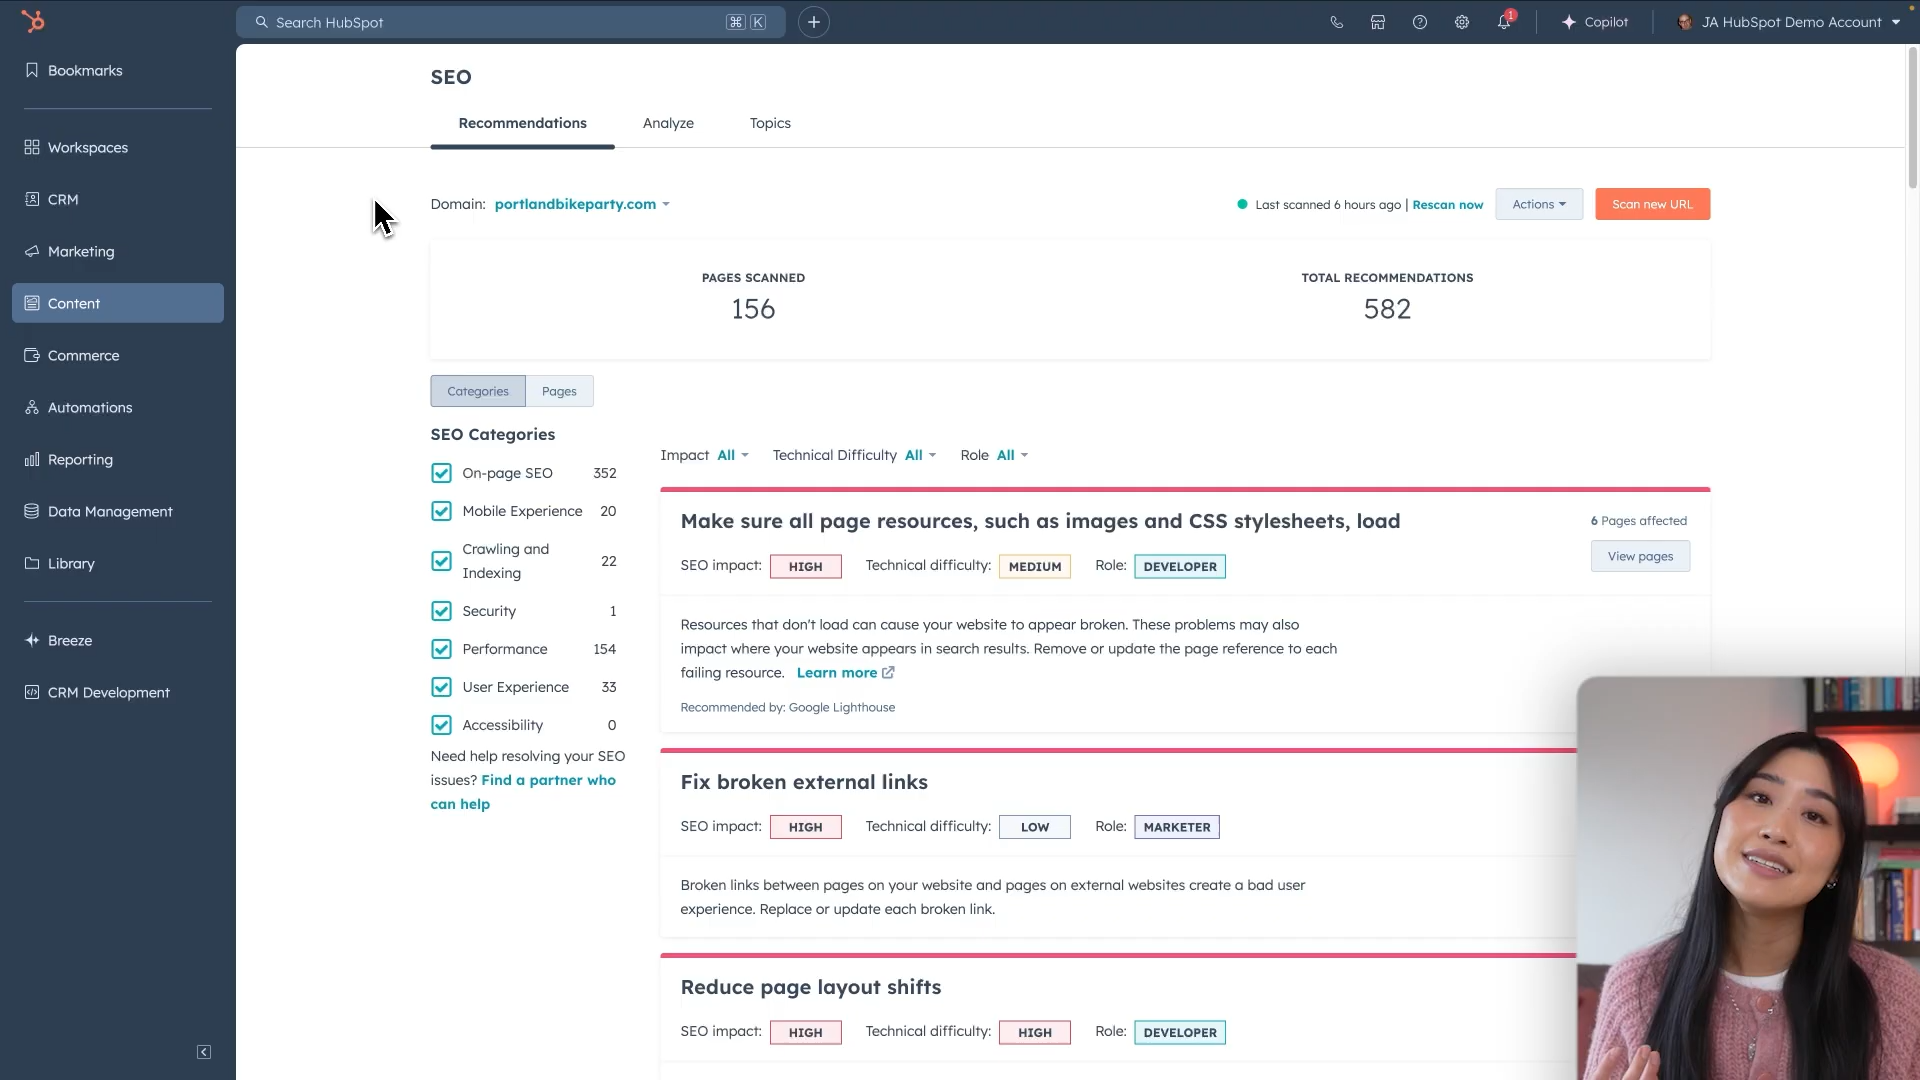 Search HubSpot
⌘ K
1
Copilot
JA HubSpot Demo Account
Bookmarks
Workspaces
CRM
Marketing
Content
Commerce
Automations
Reporting
Data Management
Library
Breeze
CRM Development
SEO
Recommendations
Analyze
Topics
Domain: portlandbikeparty.com
Last scanned 6 hours ago | Rescan now
Actions
Scan new URL
PAGES SCANNED
156
TOTAL RECOMMENDATIONS
582
Categories
Pages
SEO Categories
On-page SEO 352
Mobile Experience 20
Crawling and
Indexing
22
Security 1
Performance 154
User Experience 33
Accessibility 0
Need help resolving your SEO
issues? Find a partner who
can help
Impact All Technical Difficulty All Role All
Make sure all page resources, such as images and CSS stylesheets, load
6 Pages affected
View pages
SEO impact: HIGH Technical difficulty: MEDIUM Role: DEVELOPER
Resources that don't load can cause your website to appear broken. These problems may also
impact where your website appears in search results. Remove or update the page reference to each
failing resource. Learn more
Recommended by: Google Lighthouse
Fix broken external links
SEO impact: HIGH Technical difficulty: LOW Role: MARKETER
Broken links between pages on your website and pages on external websites create a bad user
experience. Replace or update each broken link.
Reduce page layout shifts
SEO impact: HIGH Technical difficulty: HIGH Role: DEVELOPER